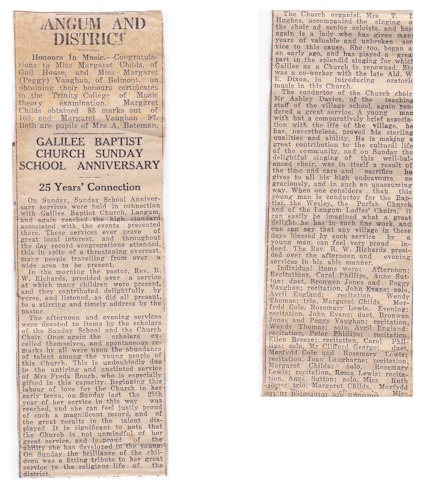 ANGUM AND
DISTRICT
Honours in Music.—Congratula-
tions to Miss Margaret Childs, of
Coil House, and Miss Margaret
(Peggy) Vaughan, of Belmont, on
obtaining their honours certificates
in the Trinity College of Music
theory examination. Margaret
Childs obtained 85 marks out of
100, and Margaret Vaughan 97.
Both are pupils of Mrs A. Bateman.
GALILEE BAPTIST
CHURCH SUNDAY
SCHOOL ANNIVERSARY
25 Years' Connection
On Sunday, Sunday School Anniver-
sary services were held in connection
with Galilee Baptist Church, Langum,
and again reached the high standard
associated with the events presented
there. These services ever prove of
great local interest, and throughout
the day record congregations attended,
this in spite of a threatening overcast,
many people travelling from over a
wide area to be present.
In the morning the pastor, Rev. R.
W. Richards, presided over a service
at which many children were present,
and they contributed delightfully by
love, and listened, as did all present,
to a stirring and timely address by the
pastor.
The afternoon and evening services
were devoted to items by the scholars
of the Sunday School and the Church
Choir. Once again the scholars ex-
celled themselves, and spontaneous re-
marks by all were upon the abundance
of talent among the young people of
this Church. This is undoubtedly due
to the untiring and unstinted service
of Mrs Freda Roach, who is especially
gifted in this capacity. Beginning this
labour of love for the Church in her
early teens, on Sunday last the 25th
year of her service in this way was
reached, and she can feel justly proud
of such a magnificent record, and of
the great results in the talent dis-
played. It is significant to note that
the Church is not unmindful of her
great service, and is proud of the
ability she has developed in the young.
On Sunday the brilliance of the chil-
dren was a fitting tribute to her great
service to the religious life of the
district.
The Church organist, Mrs
Hughes, accompanied the singing
the choir and senior soloists, and her
again is a lady who has given many
years of valuable and unbroken ser-
vice to this cause. She, too, began
an early age, and has played a great
part in the splendid singing for which
Galilee as a Church is renowned. She
was a co-worker with the late Ald. W.
E. Dixon, in introducing oratorio
music in this Church.
The conductor of the Church choir
Mr Ashley Davies, of the teaching
staff of the village school, again ren-
dered a great service. A young man
with but a comparatively brief associa-
tion with the life of the village, he
has, nevertheless, proved his sterling
qualities and ability. He is making
great contribution to the cultural life
of the community, and on Sunday the
delightful singing of this well-bal-
anced choir, was in itself a result of
the time and care and sacrifice he
gives to all his high endeavours so
graciously, and in such an unassuming
way. When one considers that this
young man is conductor for the Bap-
tist, the Wesley, the Parish Church
and of the Langum Ladies' Choirs, it
can easily be imagined what a great
delight he has in such fine work, and
one can say that any village in these
days blessed by such service by a
young man, can feel very proud in-
deed. The Rev. R. W. Richards presi-
ded over the afternoon and evening
services in his able manner.
Individual items were: Afternoon:
Recitations, Carol Phillips, Anne Sut-
ton; duet, Bronwen Jones and Peggy
Vaughan; recitation, John Evans; solo,
Avril England; recitation, Wendy
Thomas; trio, Margaret Childs, Mor-
fydd Cole, Rosemary Lewis. Evening:
recitation, John Evans; duet, Bronwen
Jones and Peggy Vaughan; recitation,
Wendy Thomas; solo, Avril England;
recitation, Peter Phillips; recitation,
Ellen Breeze; recitation, Carol Phil-
lips; solo, Mr Clifford George; duet,
Morfydd Cole and Rosemary Lewis;
recitation, Joan Laugharne; recitation,
Margaret Childs; solo, Rosemary
Lewis; recitation, Reena Lewis; recita-
tion, Anna Sutton; solo, Miss Ruth
trio, Margaret Childs, Morfydd